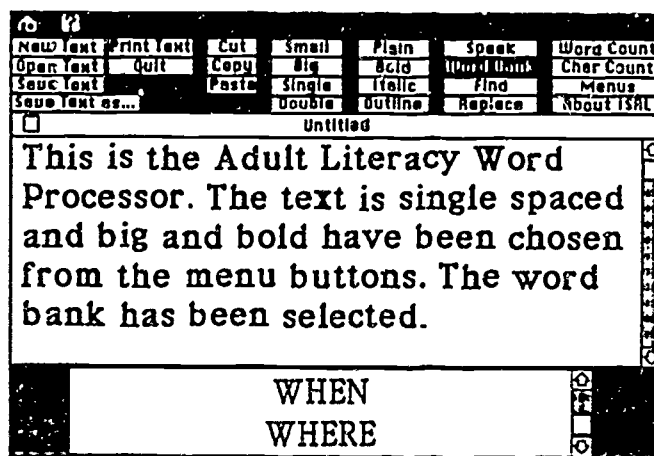 New Text Print Text Cut Small Plain Speak Word Count
Open Text Quit Copy Big Bold Word Bank Char Count
Save Text Paste Single Italic Find Menus
Save Text as... Double Outline Replace About ISAL
Untitled
This is the Adult Literacy Word
Processor. The text is single spaced
and big and bold have been chosen
from the menu buttons. The word
bank has been selected.
WHEN
WHERE